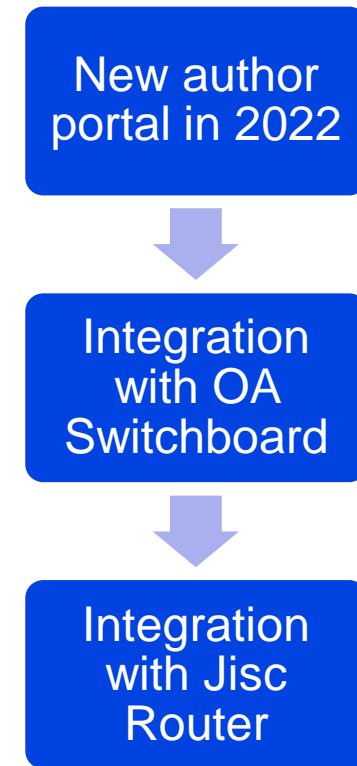 New author
portal in 2022
Integration
with OA
Switchboard
Integration
with Jisc
Router